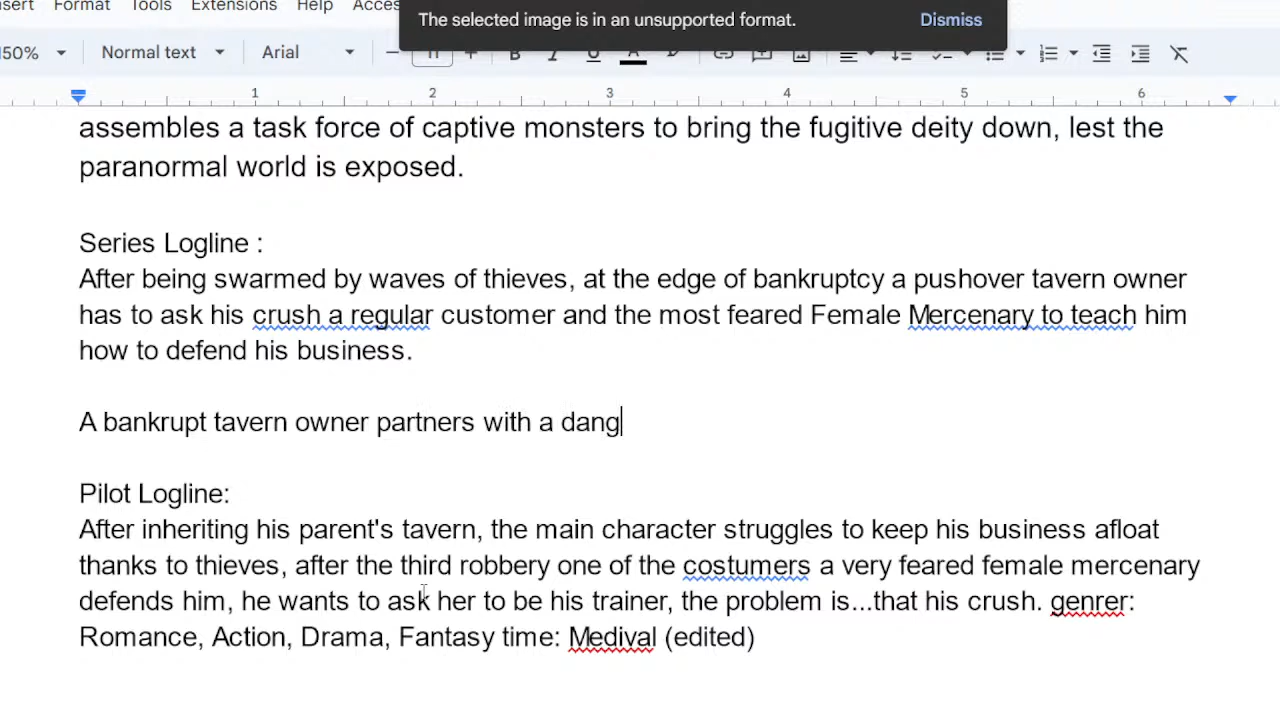 The selected image is in an unsupported format. Dismiss
Format Tools Extensions Help
Normal text Arial 11
1 2 3 4 5 6
assembles a task force of captive monsters to bring the fugitive deity down, lest the
paranormal world is exposed.
Series Logline :
After being swarmed by waves of thieves, at the edge of bankruptcy a pushover tavern owner
has to ask his crush a regular customer and the most feared Female Mercenary to teach him
how to defend his business.
A bankrupt tavern owner partners with a dang
Pilot Logline:
After inheriting his parent's tavern, the main character struggles to keep his business afloat
thanks to thieves, after the third robbery one of the costumers a very feared female mercenary
defends him, he wants to ask her to be his trainer, the problem is...that his crush. genrer:
Romance, Action, Drama, Fantasy time: Medival (edited)